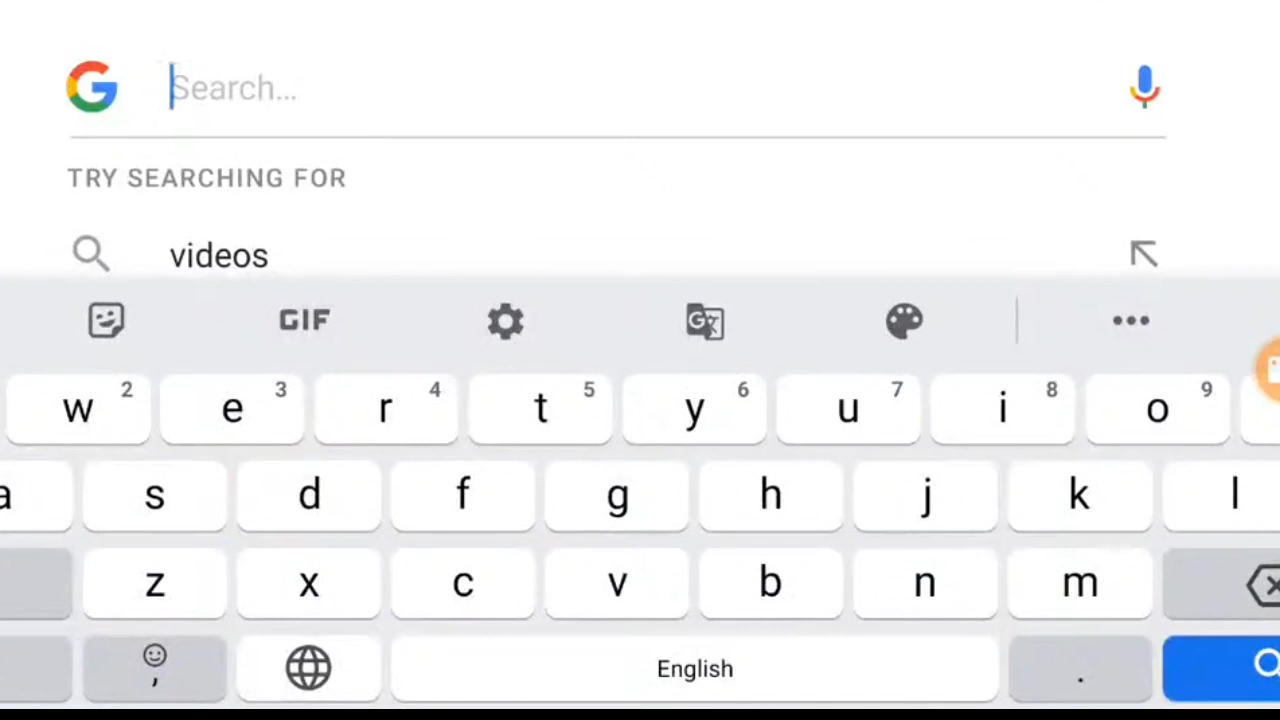 Search...
TRY SEARCHING FOR
videos
GIF
w 2 e 3 r 4 t 5 y 6 u 7 i 8 o 9
a s d f g h j k l
z x c v b n m
, English .